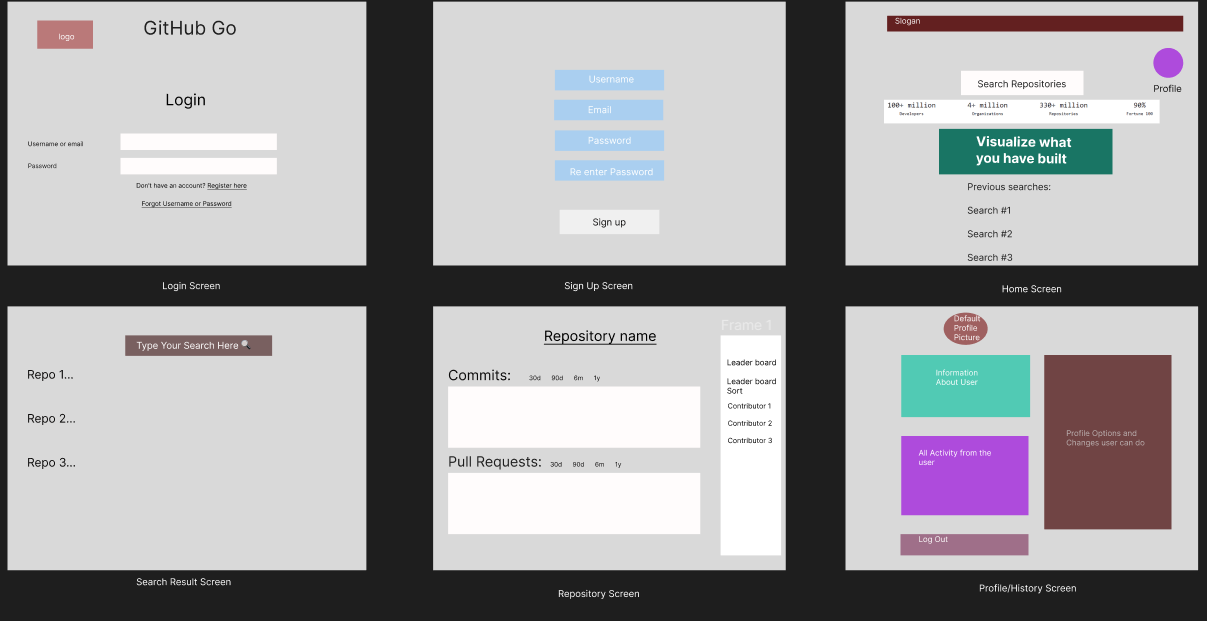 logo
GitHub Go
Login
Username or email
Password
Don't have an account? Register here
Forgot Username or Password
Login Screen
Username
Email
Password
Re enter Password
Sign up
Sign Up Screen
Slogan
Profile
Search Repositories
100+ million 4+ million 330+ million 90%
Developers Organizations Repositories Fortune 100
Visualize what
you have built
Previous searches:
Search #1
Search #2
Search #3
Home Screen
Type Your Search Here
Repo 1...
Repo 2...
Repo 3...
Search Result Screen
Frame 1
Repository name
Commits: 30d 90d 6m 1y
Pull Requests: 30d 90d 6m 1y
Leader board
Leader board
Sort
Contributor 1
Contributor 2
Contributor 3
Repository Screen
Default
Profile
Picture
Information
About User
All Activity from the
user
Log Out
Profile Options and
Changes user can do
Profile/History Screen